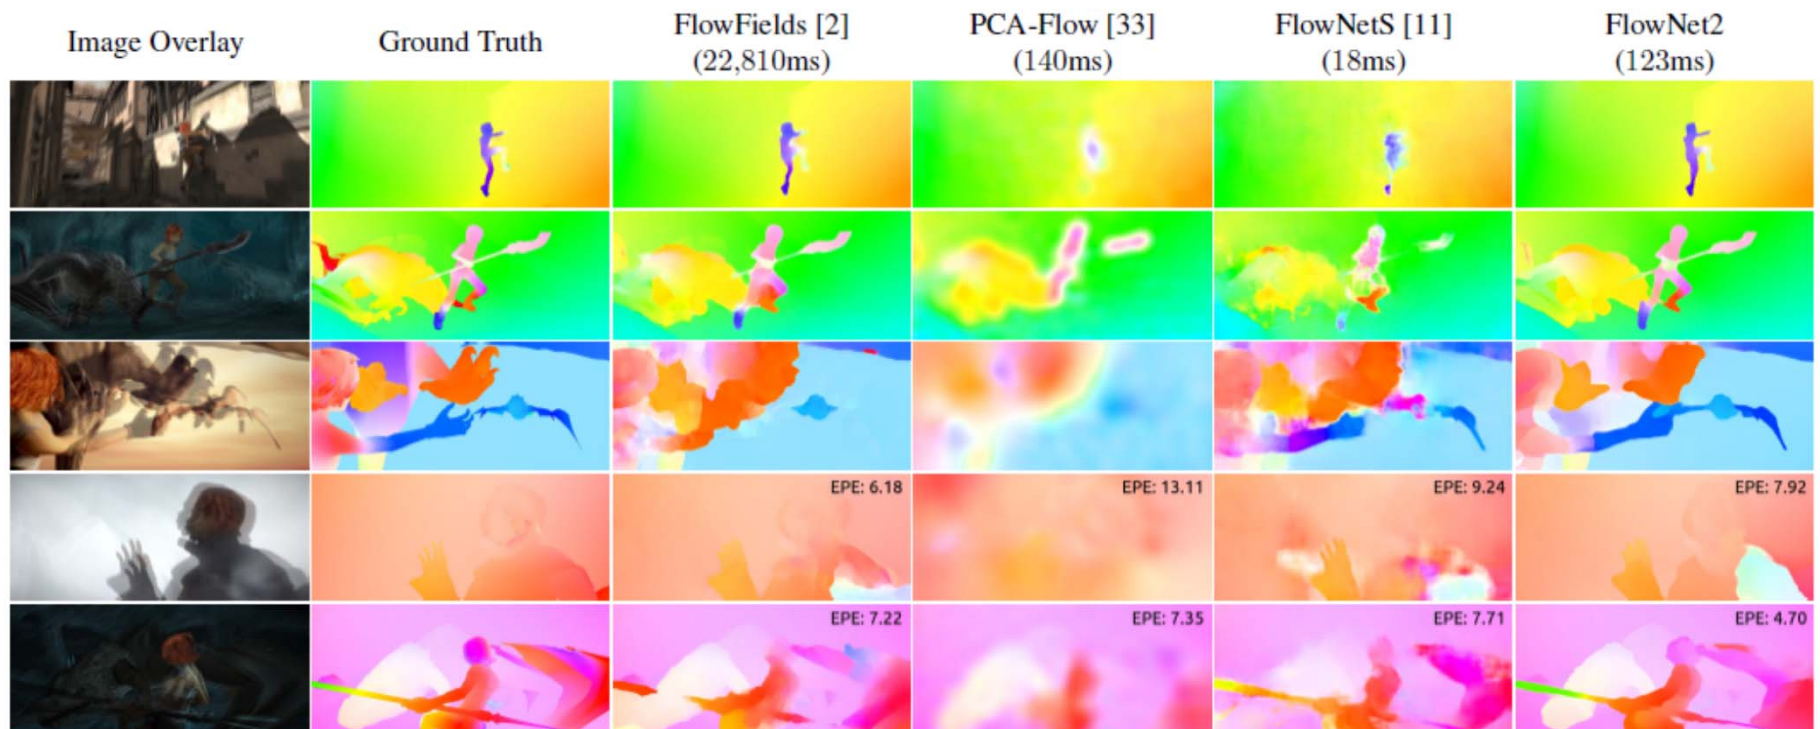 Image Overlay
Ground Truth
FlowFields [2]
(22,810ms)
PCA-Flow [33]
(140ms)
FlowNetS [11]
(18ms)
FlowNet2
(123ms)
EPE: 6.18
EPE: 13.11
EPE: 9.24
EPE: 7.92
EPE: 7.22
EPE: 7.35
EPE: 7.71
EPE: 4.70